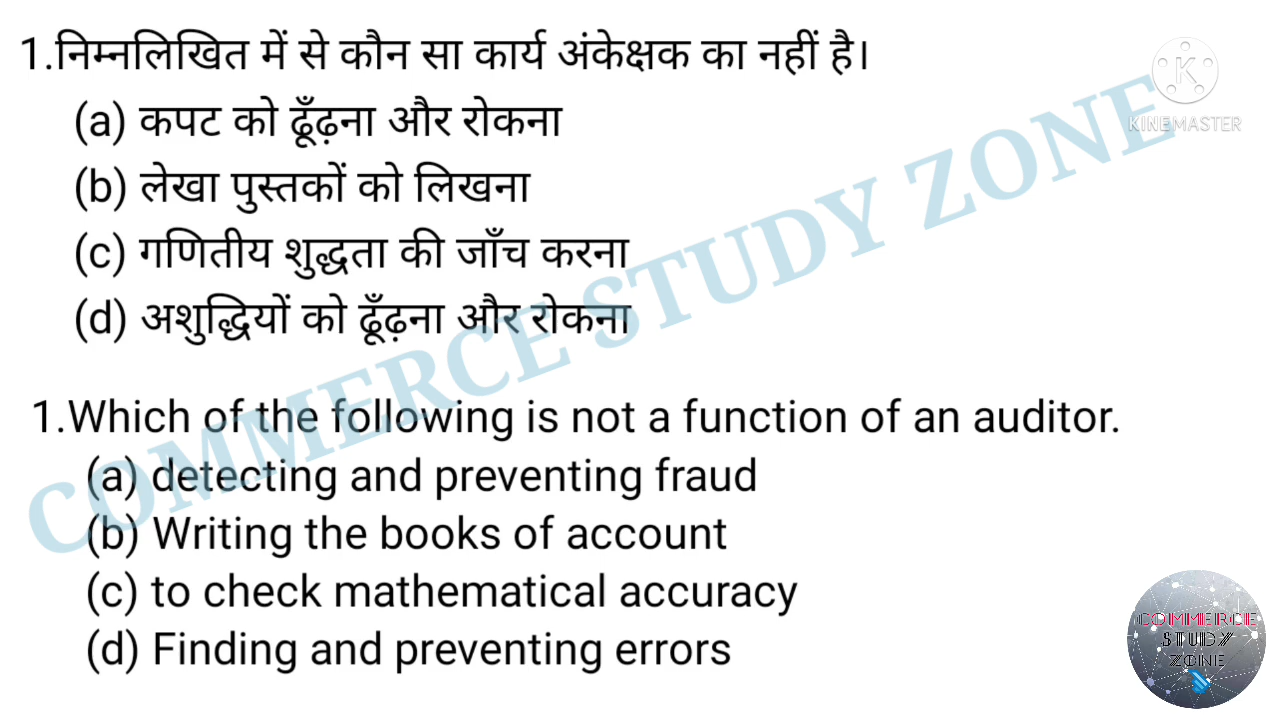 1.निम्नलिखित में से कौन सा कार्य अंकेक्षक का नहीं है।
(a) कपट को ढूँढ़ना और रोकना
(b) लेखा पुस्तकों को लिखना
(c) गणितीय शुद्धता की जाँच करना
(d) अशुद्धियों को ढूँढ़ना और रोकना
1.Which of the following is not a function of an auditor.
(a) detecting and preventing fraud
(b) Writing the books of account
(c) to check mathematical accuracy
(d) Finding and preventing errors
COMMERCE STUDY ZONE
K
KINEMASTER
COMMERCE
STUDY
ZONE